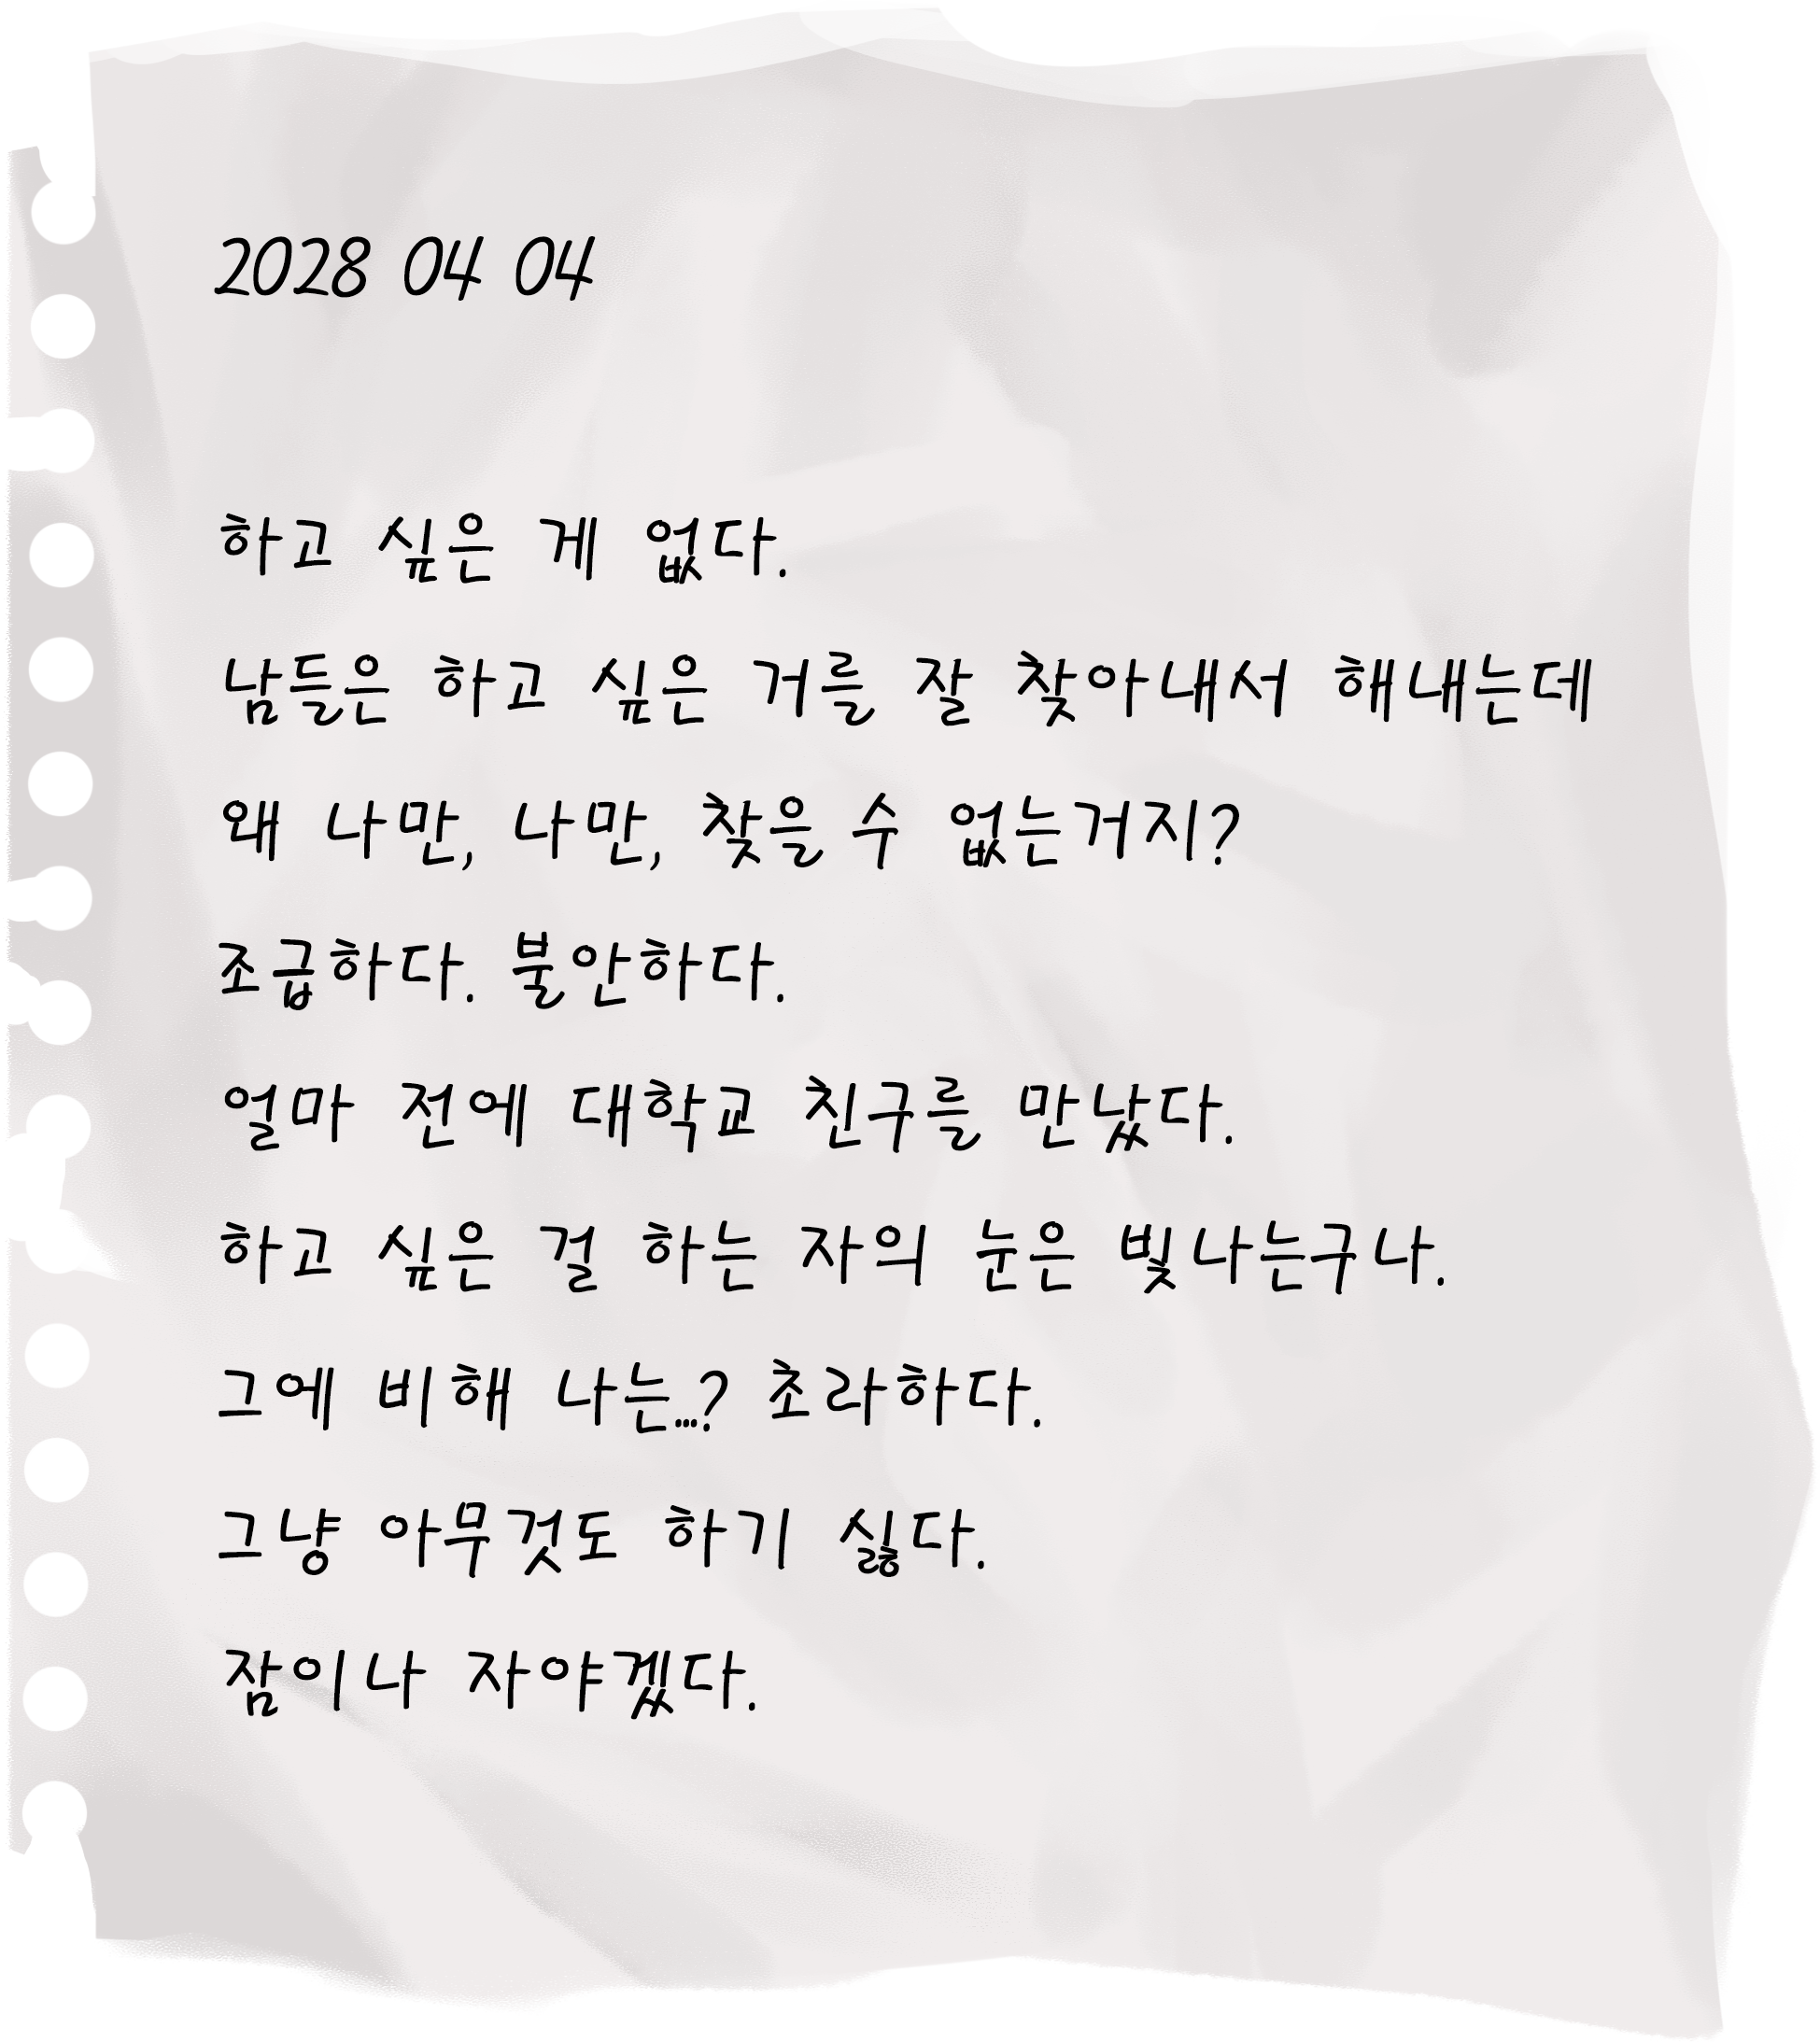 2028 04 04
하고 싶은 게 없다.
남들은 하고 싶은 거를 잘 찾아내서 해내는데
왜 나만, 나만, 찾을 수 없는거지?
조급하다. 불안하다.
얼마 전에 대학교 친구를 만났다.
하고 싶은 걸 하는 자의 눈은 빛나는구나.
그에 비해 나는...? 초라하다.
그냥 아무것도 하기 싫다.
잠이나 자야겠다.